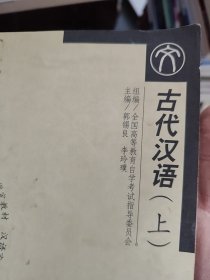 古代汉语（上）
组编／全国高等教育自学考试指导委员会
主编／郭锡良 李玲璞